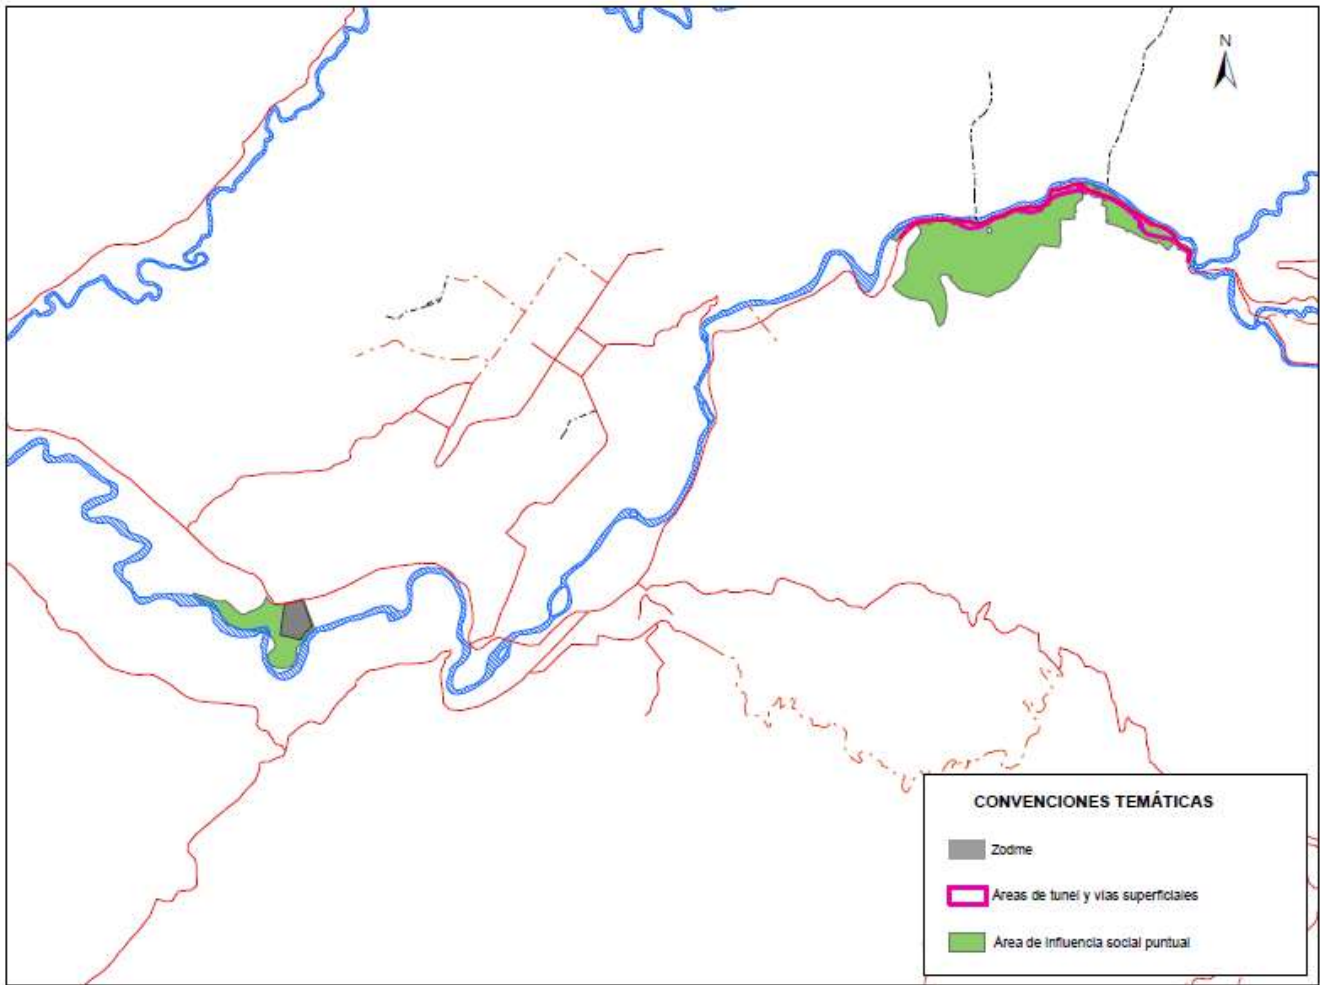 N
CONVENCIONES TEMÁTICAS
Zodme
Áreas de tunel y vías superficiales
Área de influencia social puntual